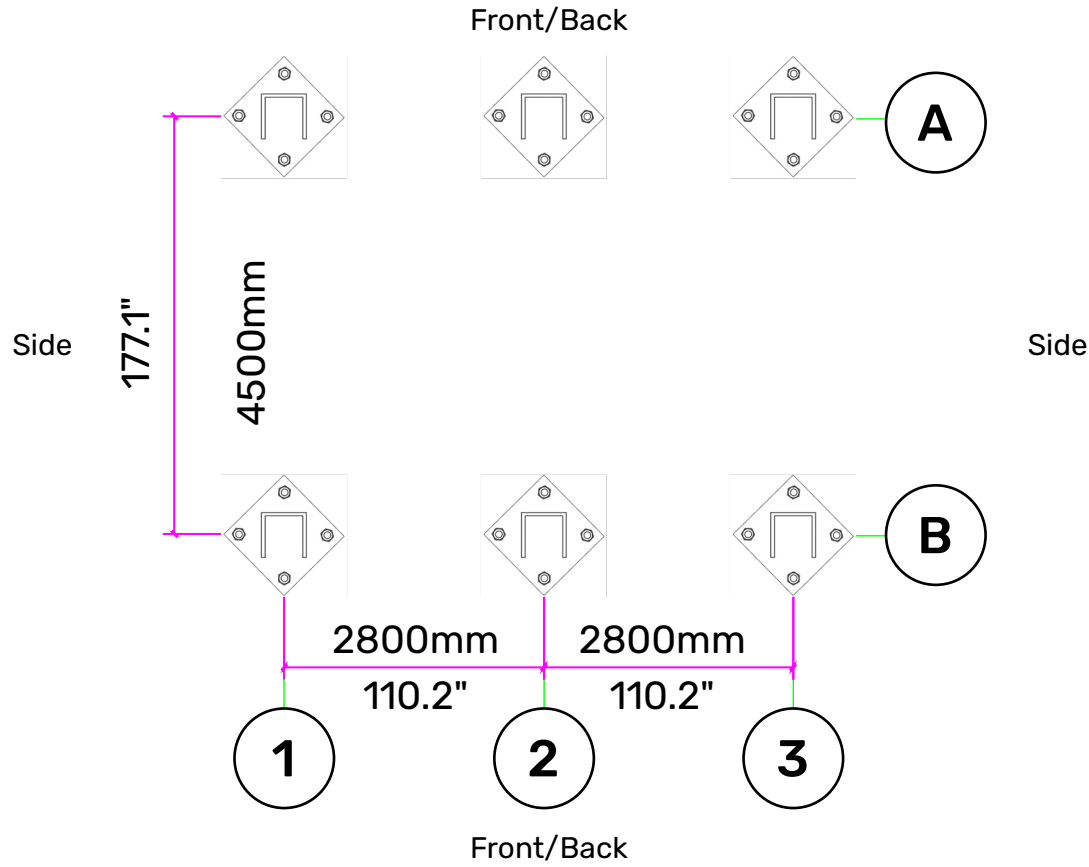 Front/Back
A
177.1"
4500mm
Side
Side
B
2800mm
2800mm
110.2"
110.2"
1
2
3
Front/Back